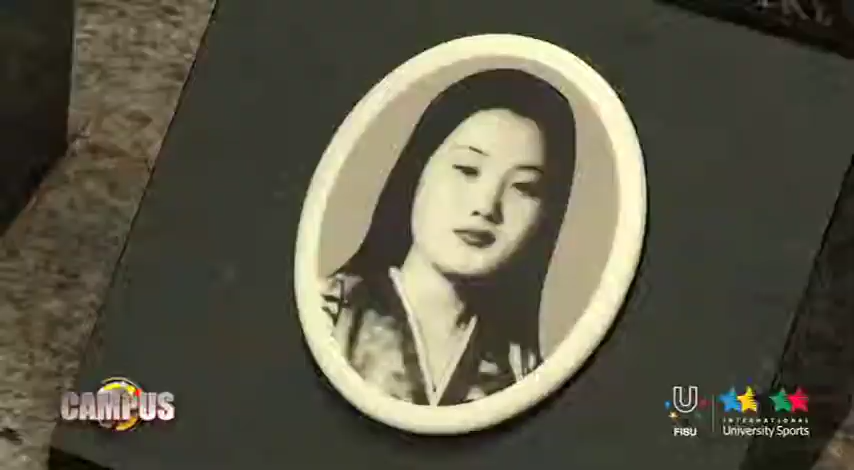 CAMPUS
U
FISU
INTERNATIONAL
University Sports